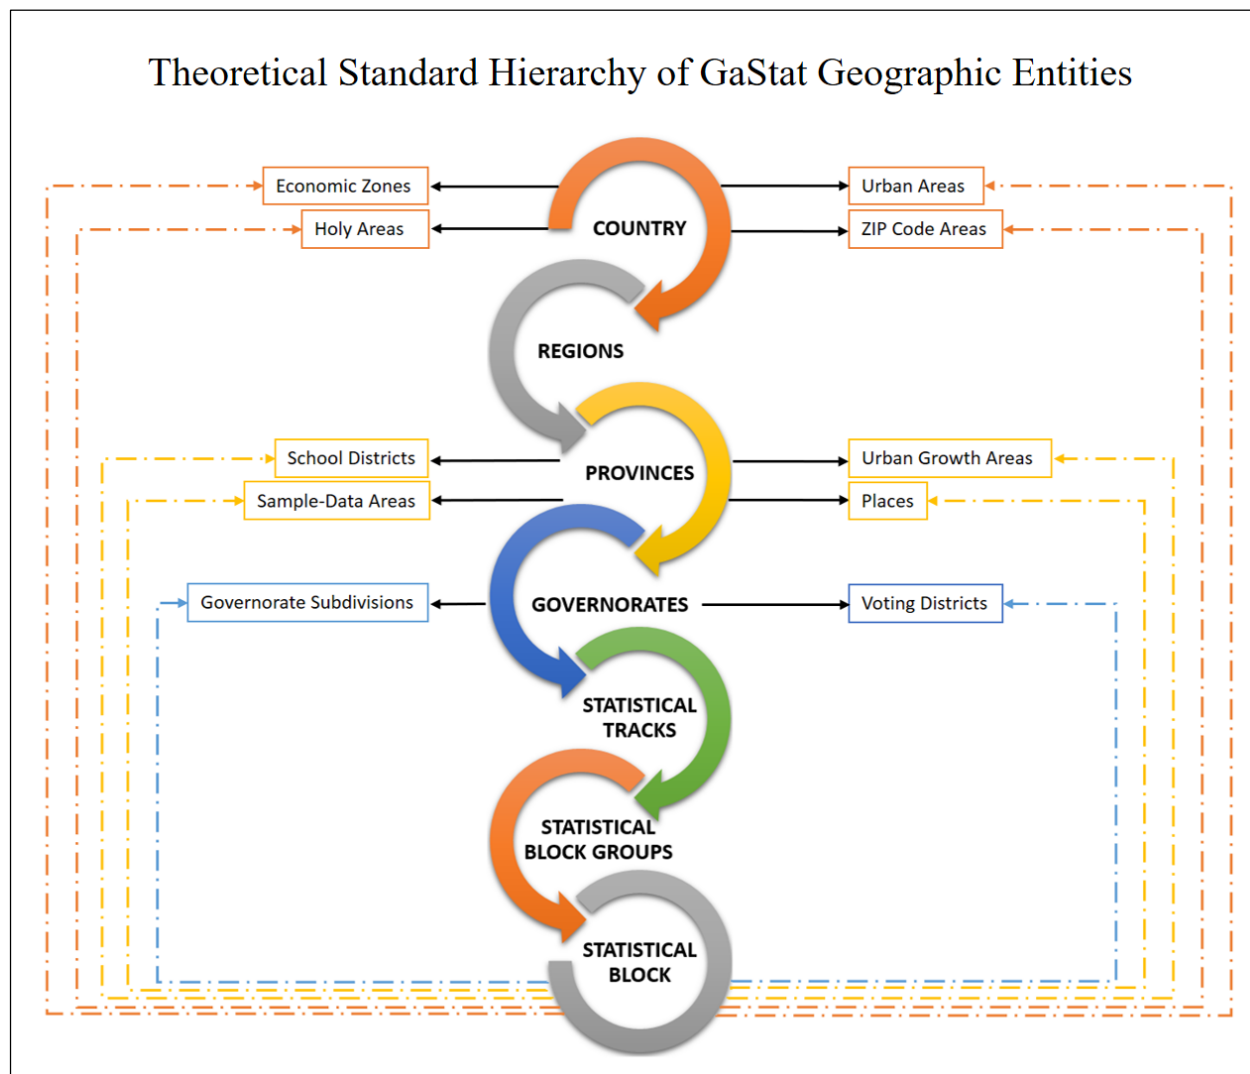 Theoretical Standard Hierarchy of GaStat Geographic Entities
Economic Zones
Urban Areas
Holy Areas
COUNTRY
ZIP Code Areas
REGIONS
School Districts
Urban Growth Areas
PROVINCES
Sample-Data Areas
Places
Governorate Subdivisions
GOVERNORATES
Voting Districts
STATISTICAL
TRACKS
STATISTICAL
BLOCK GROUPS
STATISTICAL
BLOCK